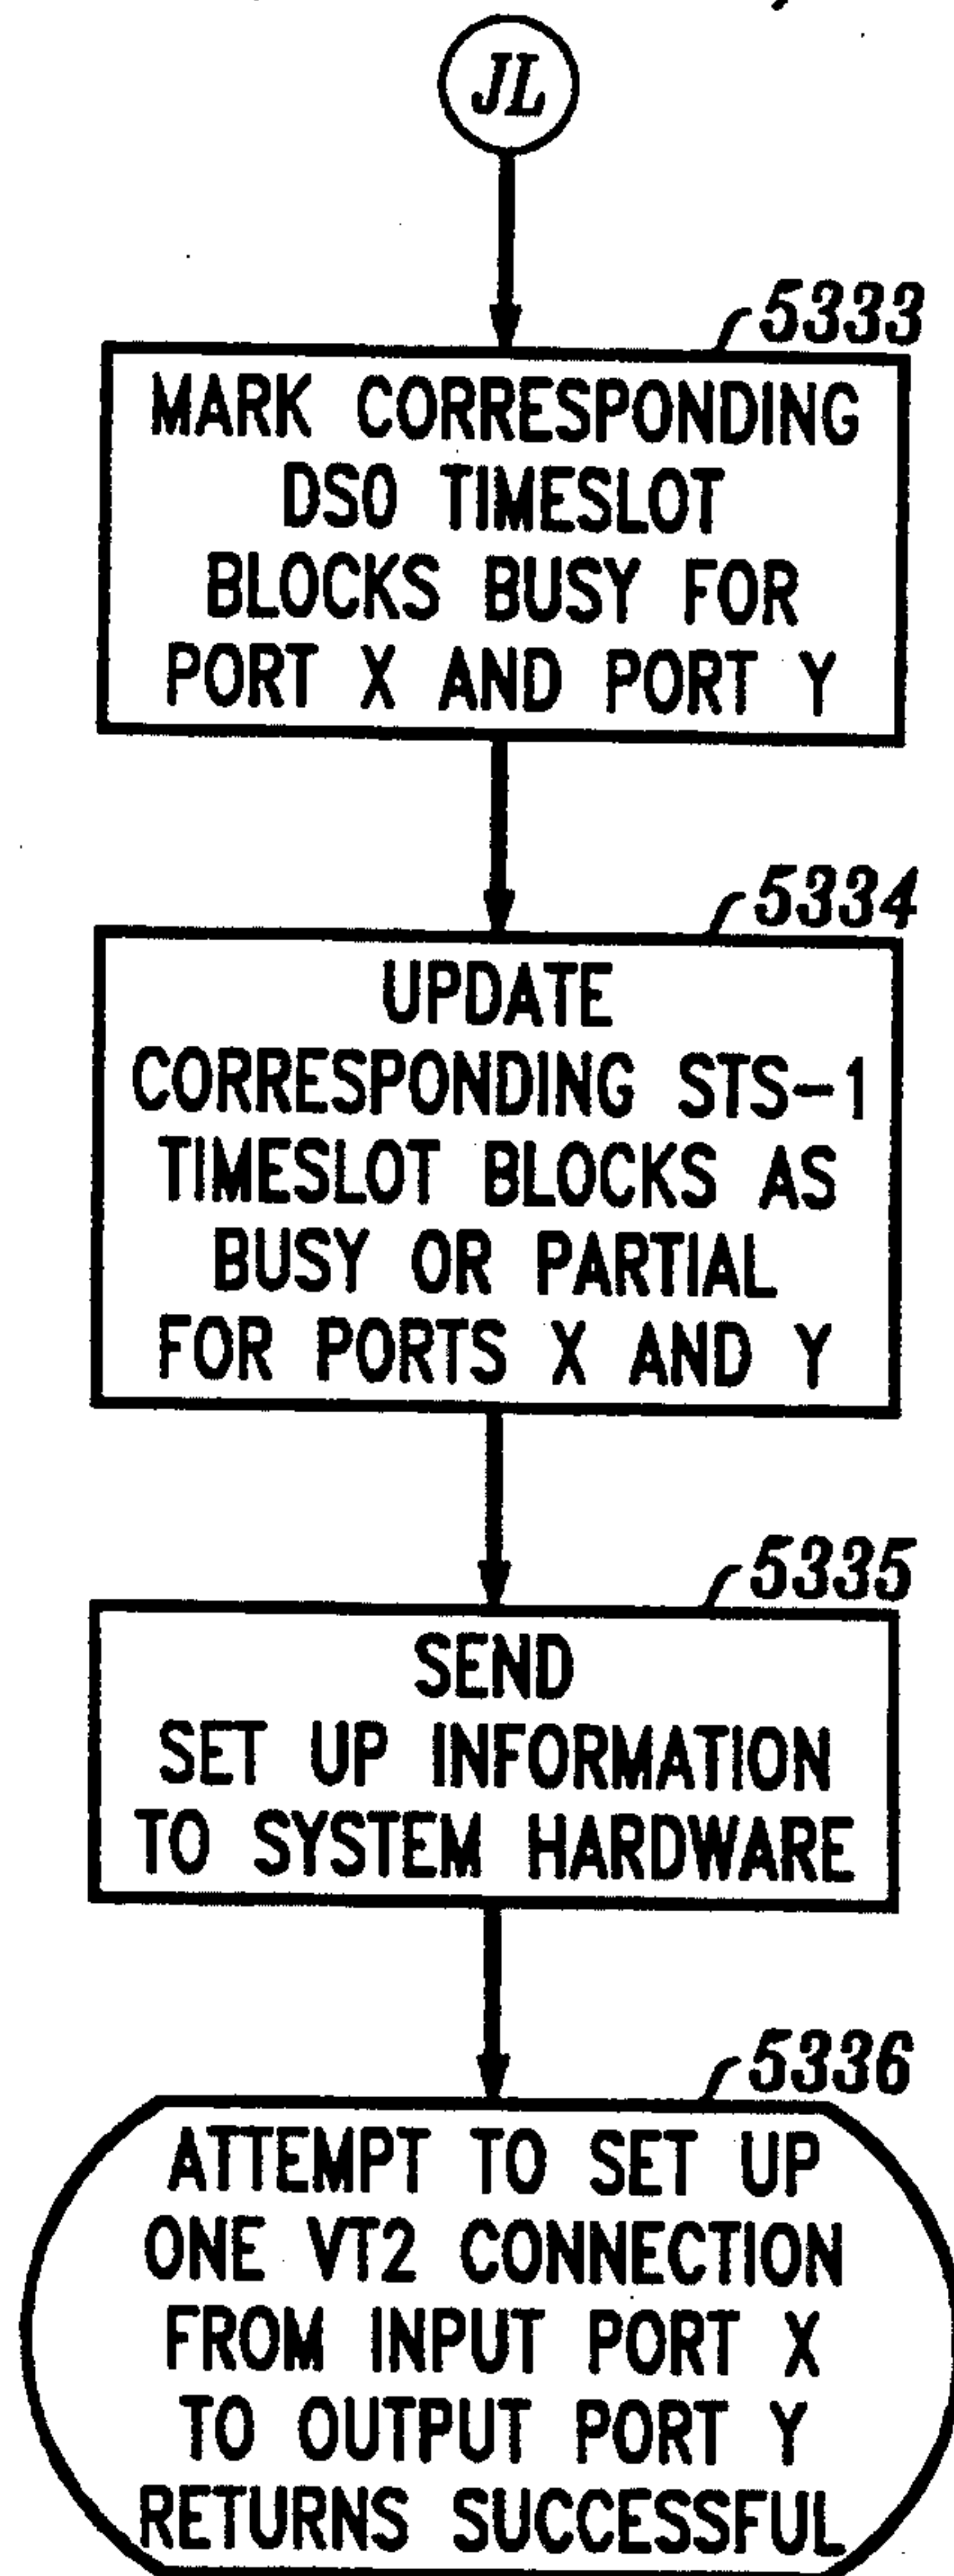 JL
5333
MARK CORRESPONDING
DS0 TIMESLOT
BLOCKS BUSY FOR
PORT X AND PORT Y
5334
UPDATE
CORRESPONDING STS-1
TIMESLOT BLOCKS AS
BUSY OR PARTIAL
FOR PORTS X AND Y
5335
SEND
SET UP INFORMATION
TO SYSTEM HARDWARE
5336
ATTEMPT TO SET UP
ONE VT2 CONNECTION
FROM INPUT PORT X
TO OUTPUT PORT Y
RETURNS SUCCESSFUL